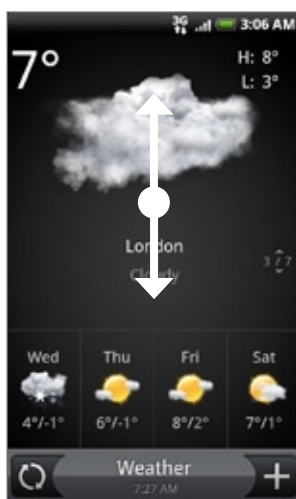 3G 3:06 AM
7° H: 8°
L: 3°
London
Cloudy
3 / 7
Wed Thu Fri Sat
4°/-1° 6°/-1° 8°/2° 7°/1°
Weather
7:27 AM